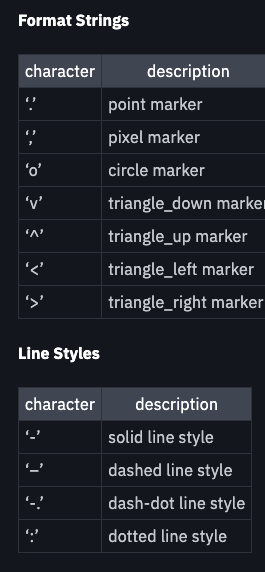 Format Strings
character description
‘.’ point marker
‘,’ pixel marker
‘o’ circle marker
‘v’ triangle_down marker
‘^’ triangle_up marker
‘<’ triangle_left marker
‘>’ triangle_right marker
Line Styles
character description
‘-’ solid line style
‘–’ dashed line style
‘-.’ dash-dot line style
‘:’ dotted line style